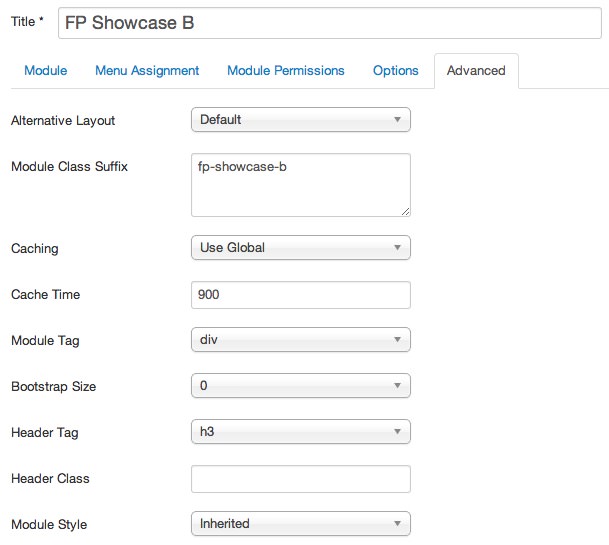 Title * FP Showcase B
Module Menu Assignment Module Permissions Options Advanced
Alternative Layout Default
Module Class Suffix fp-showcase-b
Caching Use Global
Cache Time 900
Module Tag div
Bootstrap Size 0
Header Tag h3
Header Class
Module Style Inherited